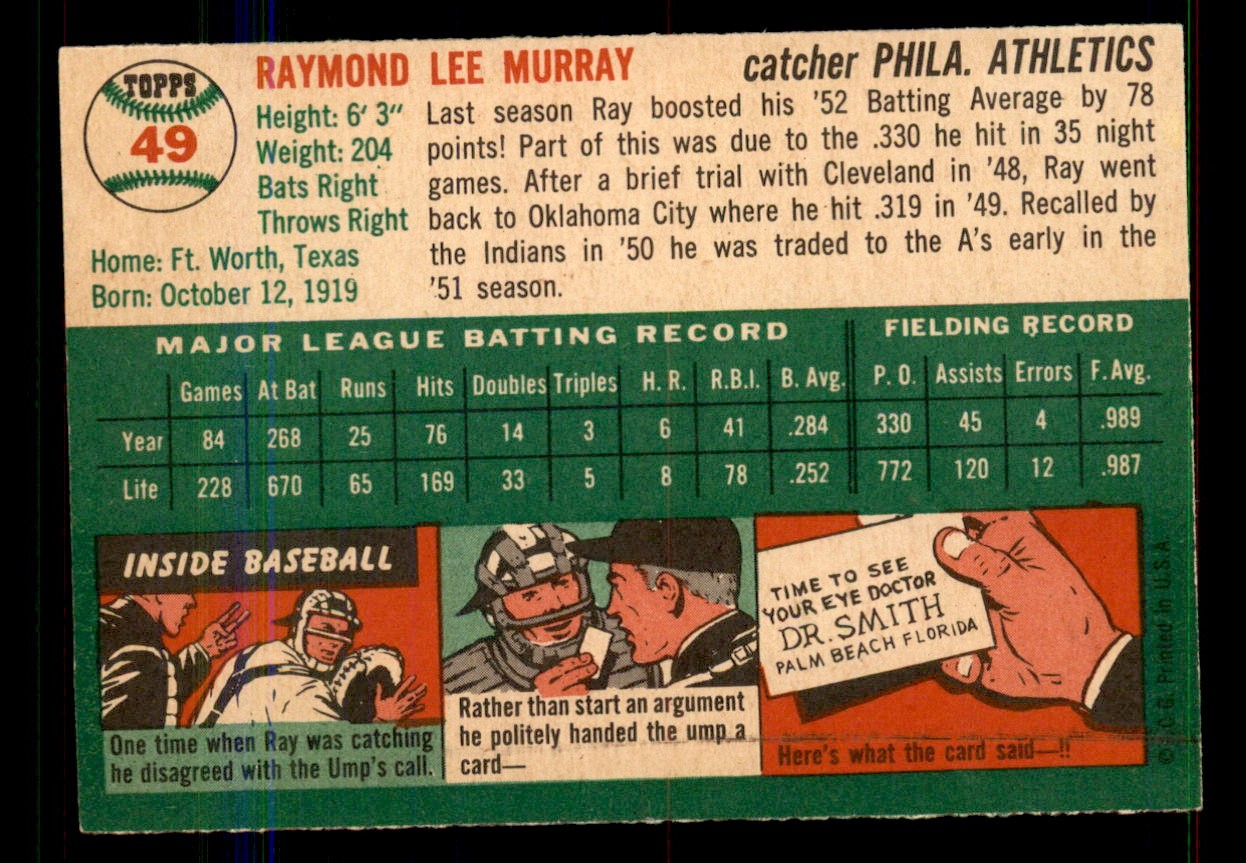 TOPPS
49
RAYMOND LEE MURRAY
catcher PHILA. ATHLETICS
Height: 6' 3"
Weight: 204
Bats Right
Throws Right
Home: Ft. Worth, Texas
Born: October 12, 1919
Last season Ray boosted his '52 Batting Average by 78
points! Part of this was due to the .330 he hit in 35 night
games. After a brief trial with Cleveland in '48, Ray went
back to Oklahoma City where he hit .319 in '49. Recalled by
the Indians in '50 he was traded to the A's early in the
'51 season.
MAJOR LEAGUE BATTING RECORD
FIELDING RECORD
Games At Bat Runs Hits Doubles Triples H. R. R.B.I. B. Avg. P. O. Assists Errors F. Avg.
Year 84 268 25 76 14 3 6 41 .284 330 45 4 .989
Life 228 670 65 169 33 5 8 78 .252 772 120 12 .987
INSIDE BASEBALL
One time when Ray was catching
he disagreed with the Ump's call.
Rather than start an argument
he politely handed the ump a
card—
TIME TO SEE
YOUR EYE DOCTOR
DR. SMITH
PALM BEACH FLORIDA
Here's what the card said—!!
© T. C. G. Printed in U.S.A.